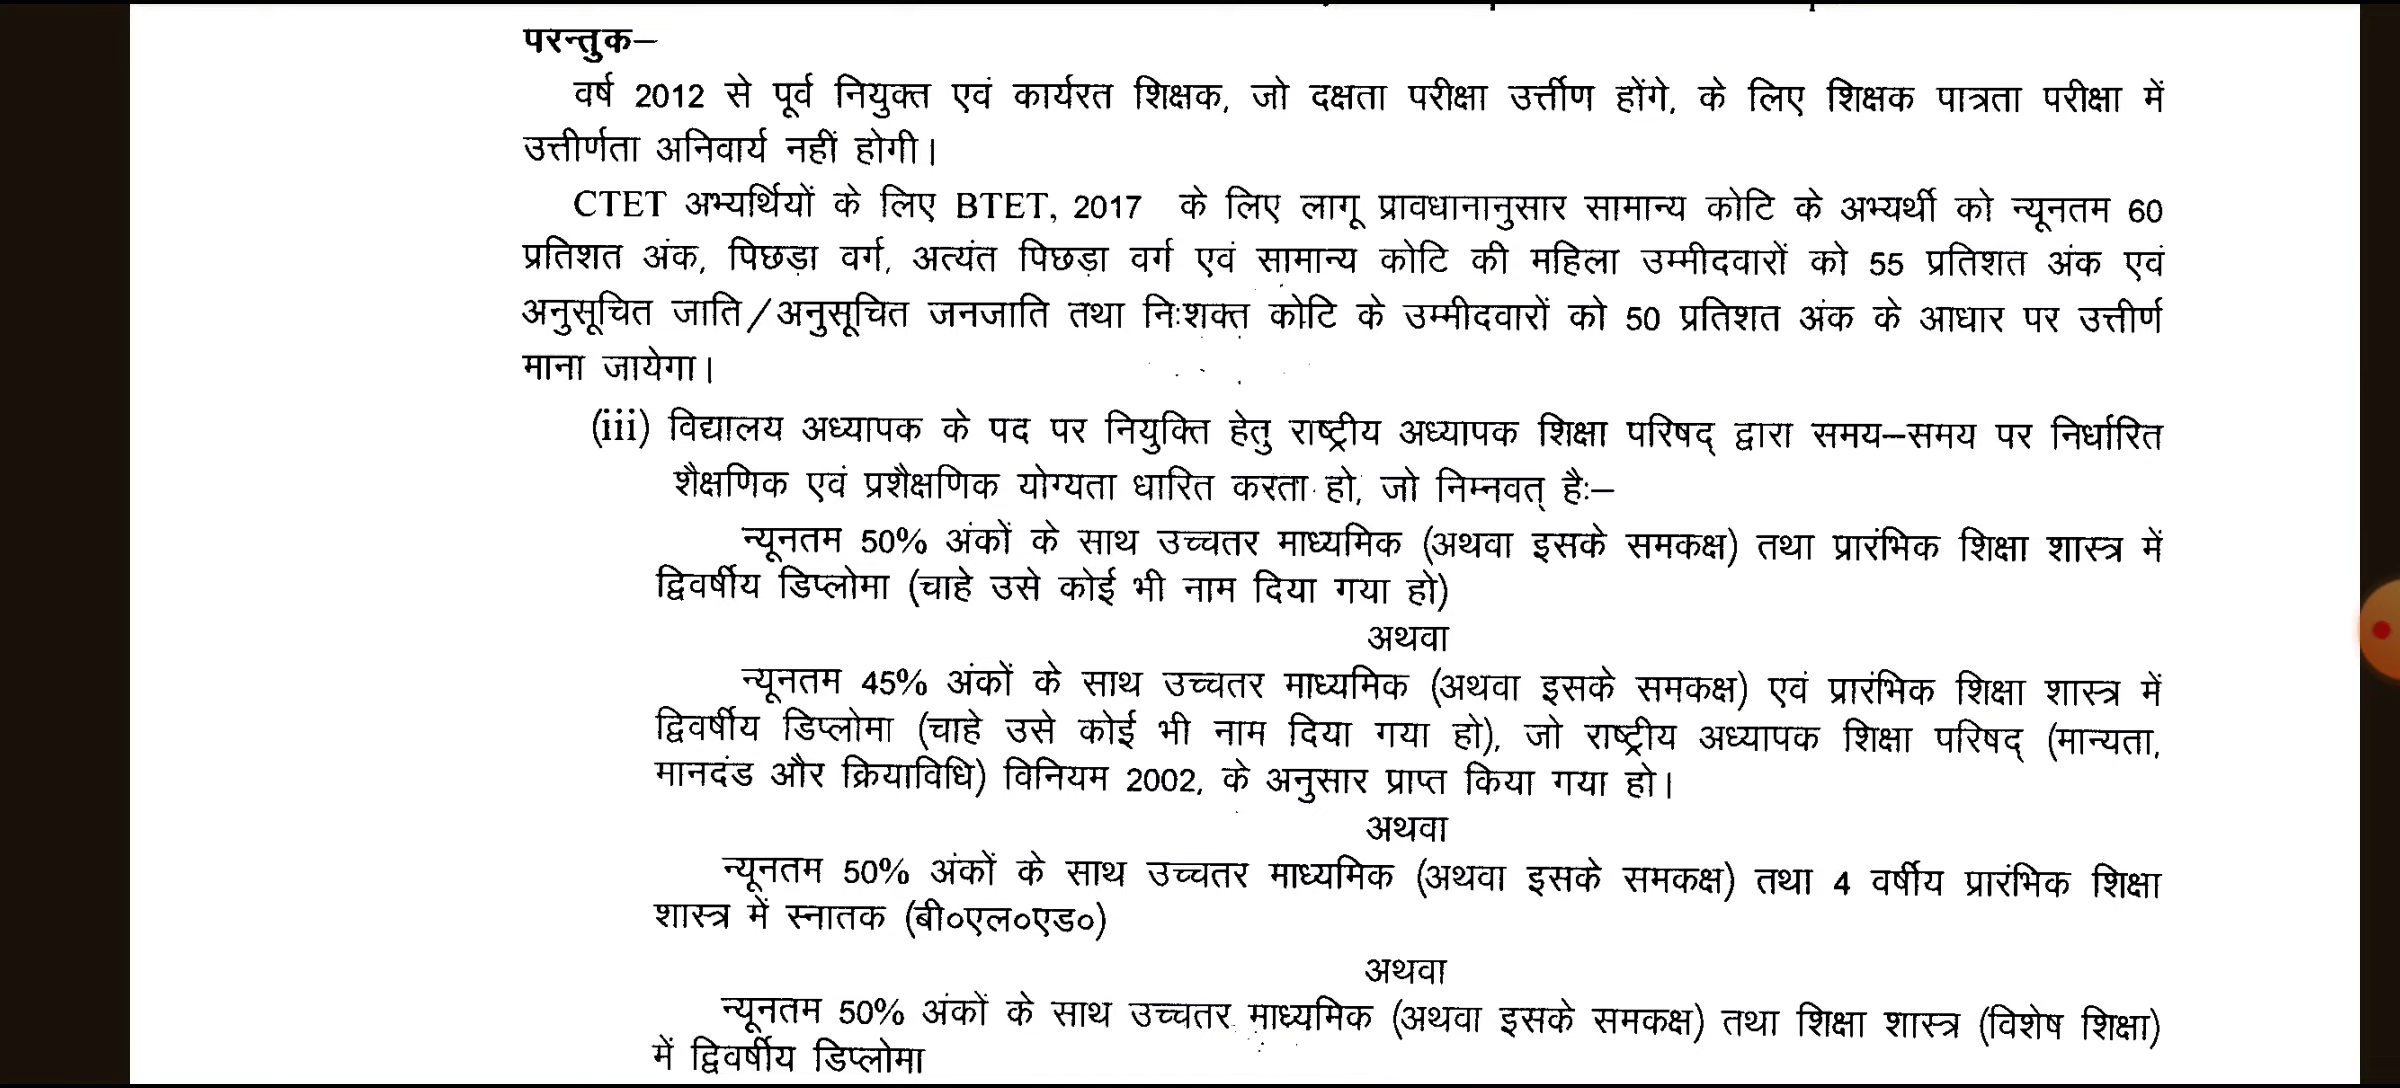 परन्तुक–
वर्ष 2012 से पूर्व नियुक्त एवं कार्यरत शिक्षक, जो दक्षता परीक्षा उर्त्तीण होंगे, के लिए शिक्षक पात्रता परीक्षा में
उत्तीर्णता अनिवार्य नहीं होगी।
CTET अभ्यर्थियों के लिए BTET, 2017 के लिए लागू प्रावधानानुसार सामान्य कोटि के अभ्यर्थी को न्यूनतम 60
प्रतिशत अंक, पिछड़ा वर्ग, अत्यंत पिछड़ा वर्ग एवं सामान्य कोटि की महिला उम्मीदवारों को 55 प्रतिशत अंक एवं
अनुसूचित जाति/अनुसूचित जनजाति तथा निःशक्त कोटि के उम्मीदवारों को 50 प्रतिशत अंक के आधार पर उत्तीर्ण
माना जायेगा।
(iii) विद्यालय अध्यापक के पद पर नियुक्ति हेतु राष्ट्रीय अध्यापक शिक्षा परिषद् द्वारा समय–समय पर निर्धारित
शैक्षणिक एवं प्रशैक्षणिक योग्यता धारित करता हो, जो निम्नवत् हैः–
न्यूनतम 50% अंकों के साथ उच्चतर माध्यमिक (अथवा इसके समकक्ष) तथा प्रारंभिक शिक्षा शास्त्र में
द्विवर्षीय डिप्लोमा (चाहे उसे कोई भी नाम दिया गया हो)
अथवा
न्यूनतम 45% अंकों के साथ उच्चतर माध्यमिक (अथवा इसके समकक्ष) एवं प्रारंभिक शिक्षा शास्त्र में
द्विवर्षीय डिप्लोमा (चाहे उसे कोई भी नाम दिया गया हो), जो राष्ट्रीय अध्यापक शिक्षा परिषद् (मान्यता,
मानदंड और क्रियाविधि) विनियम 2002, के अनुसार प्राप्त किया गया हो।
अथवा
न्यूनतम 50% अंकों के साथ उच्चतर माध्यमिक (अथवा इसके समकक्ष) तथा 4 वर्षीय प्रारंभिक शिक्षा
शास्त्र में स्नातक (बी०एल०एड०)
अथवा
न्यूनतम 50% अंकों के साथ उच्चतर माध्यमिक (अथवा इसके समकक्ष) तथा शिक्षा शास्त्र (विशेष शिक्षा)
में द्विवर्षीय डिप्लोमा